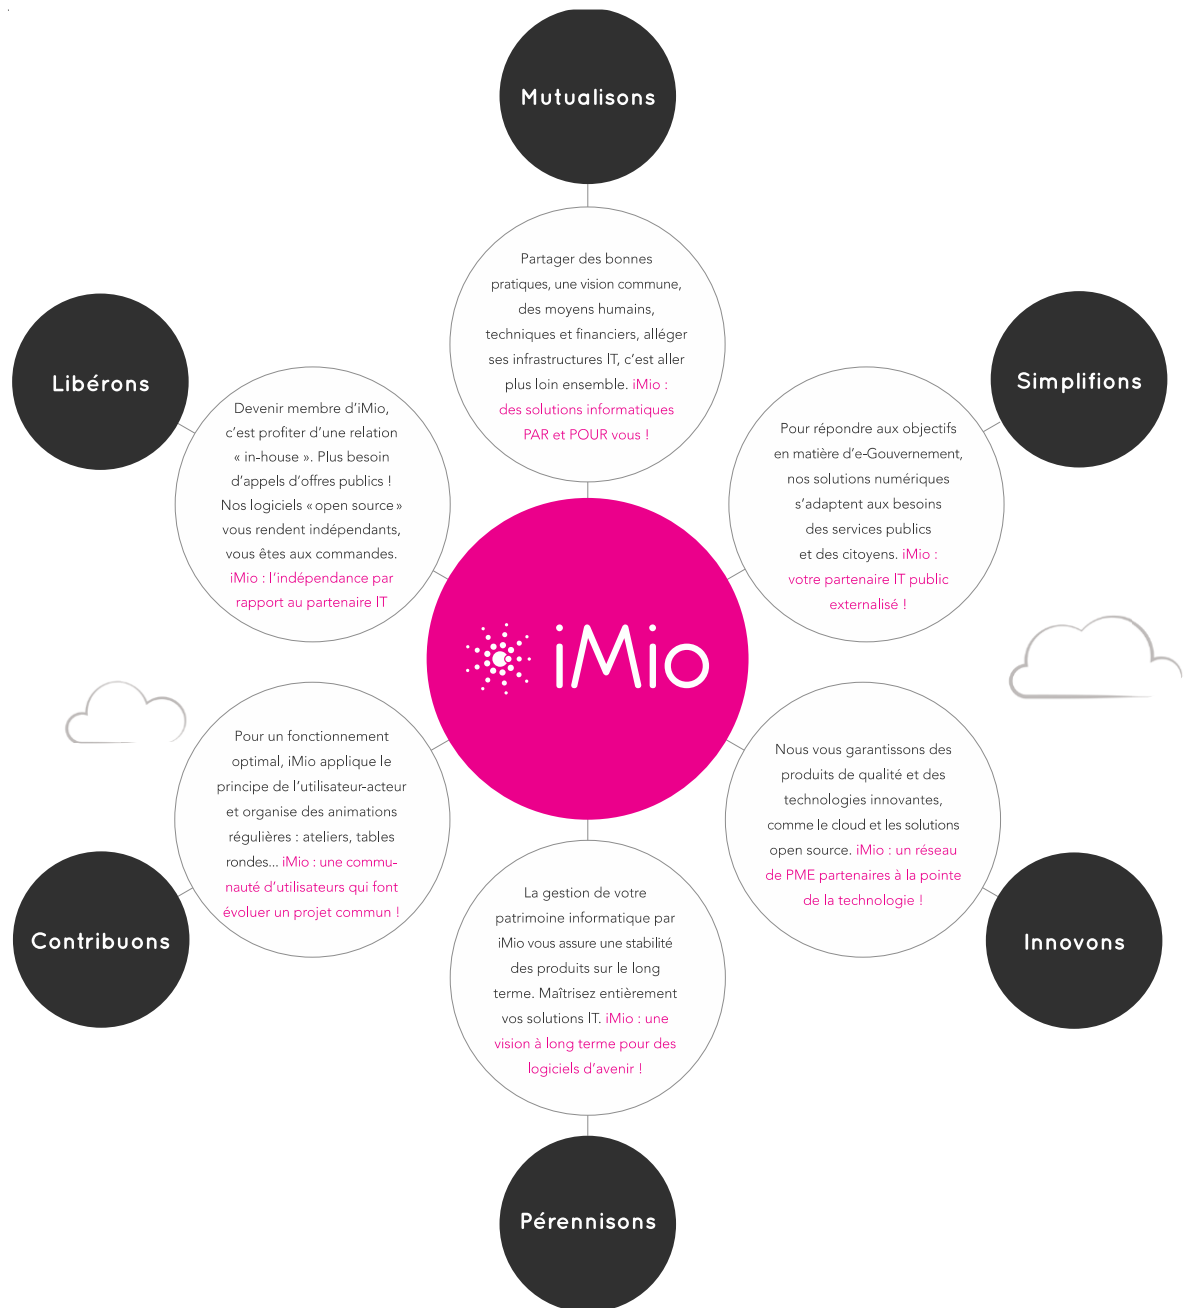 Mutualisons
Partager des bonnes
pratiques, une vision commune,
des moyens humains,
techniques et financiers, alléger
ses infrastructures IT, c'est aller
plus loin ensemble. iMio :
des solutions informatiques
PAR et POUR vous !
Libérons
Devenir membre d'iMio,
c'est profiter d'une relation
« in-house ». Plus besoin
d'appels d'offres publics !
Nos logiciels « open source »
vous rendent indépendants,
vous êtes aux commandes.
iMio : l'indépendance par
rapport au partenaire IT
Simplifions
Pour répondre aux objectifs
en matière d'e-Gouvernement,
nos solutions numériques
s'adaptent aux besoins
des services publics
et des citoyens. iMio :
votre partenaire IT public
externalisé !
iMio
Pour un fonctionnement
optimal, iMio applique le
principe de l'utilisateur-acteur
et organise des animations
régulières : ateliers, tables
rondes... iMio : une commu-
nauté d'utilisateurs qui font
évoluer un projet commun !
Contribuons
Nous vous garantissons des
produits de qualité et des
technologies innovantes,
comme le cloud et les solutions
open source. iMio : un réseau
de PME partenaires à la pointe
de la technologie !
Innovons
La gestion de votre
patrimoine informatique par
iMio vous assure une stabilité
des produits sur le long
terme. Maîtrisez entièrement
vos solutions IT. iMio : une
vision à long terme pour des
logiciels d'avenir !
Pérennisons